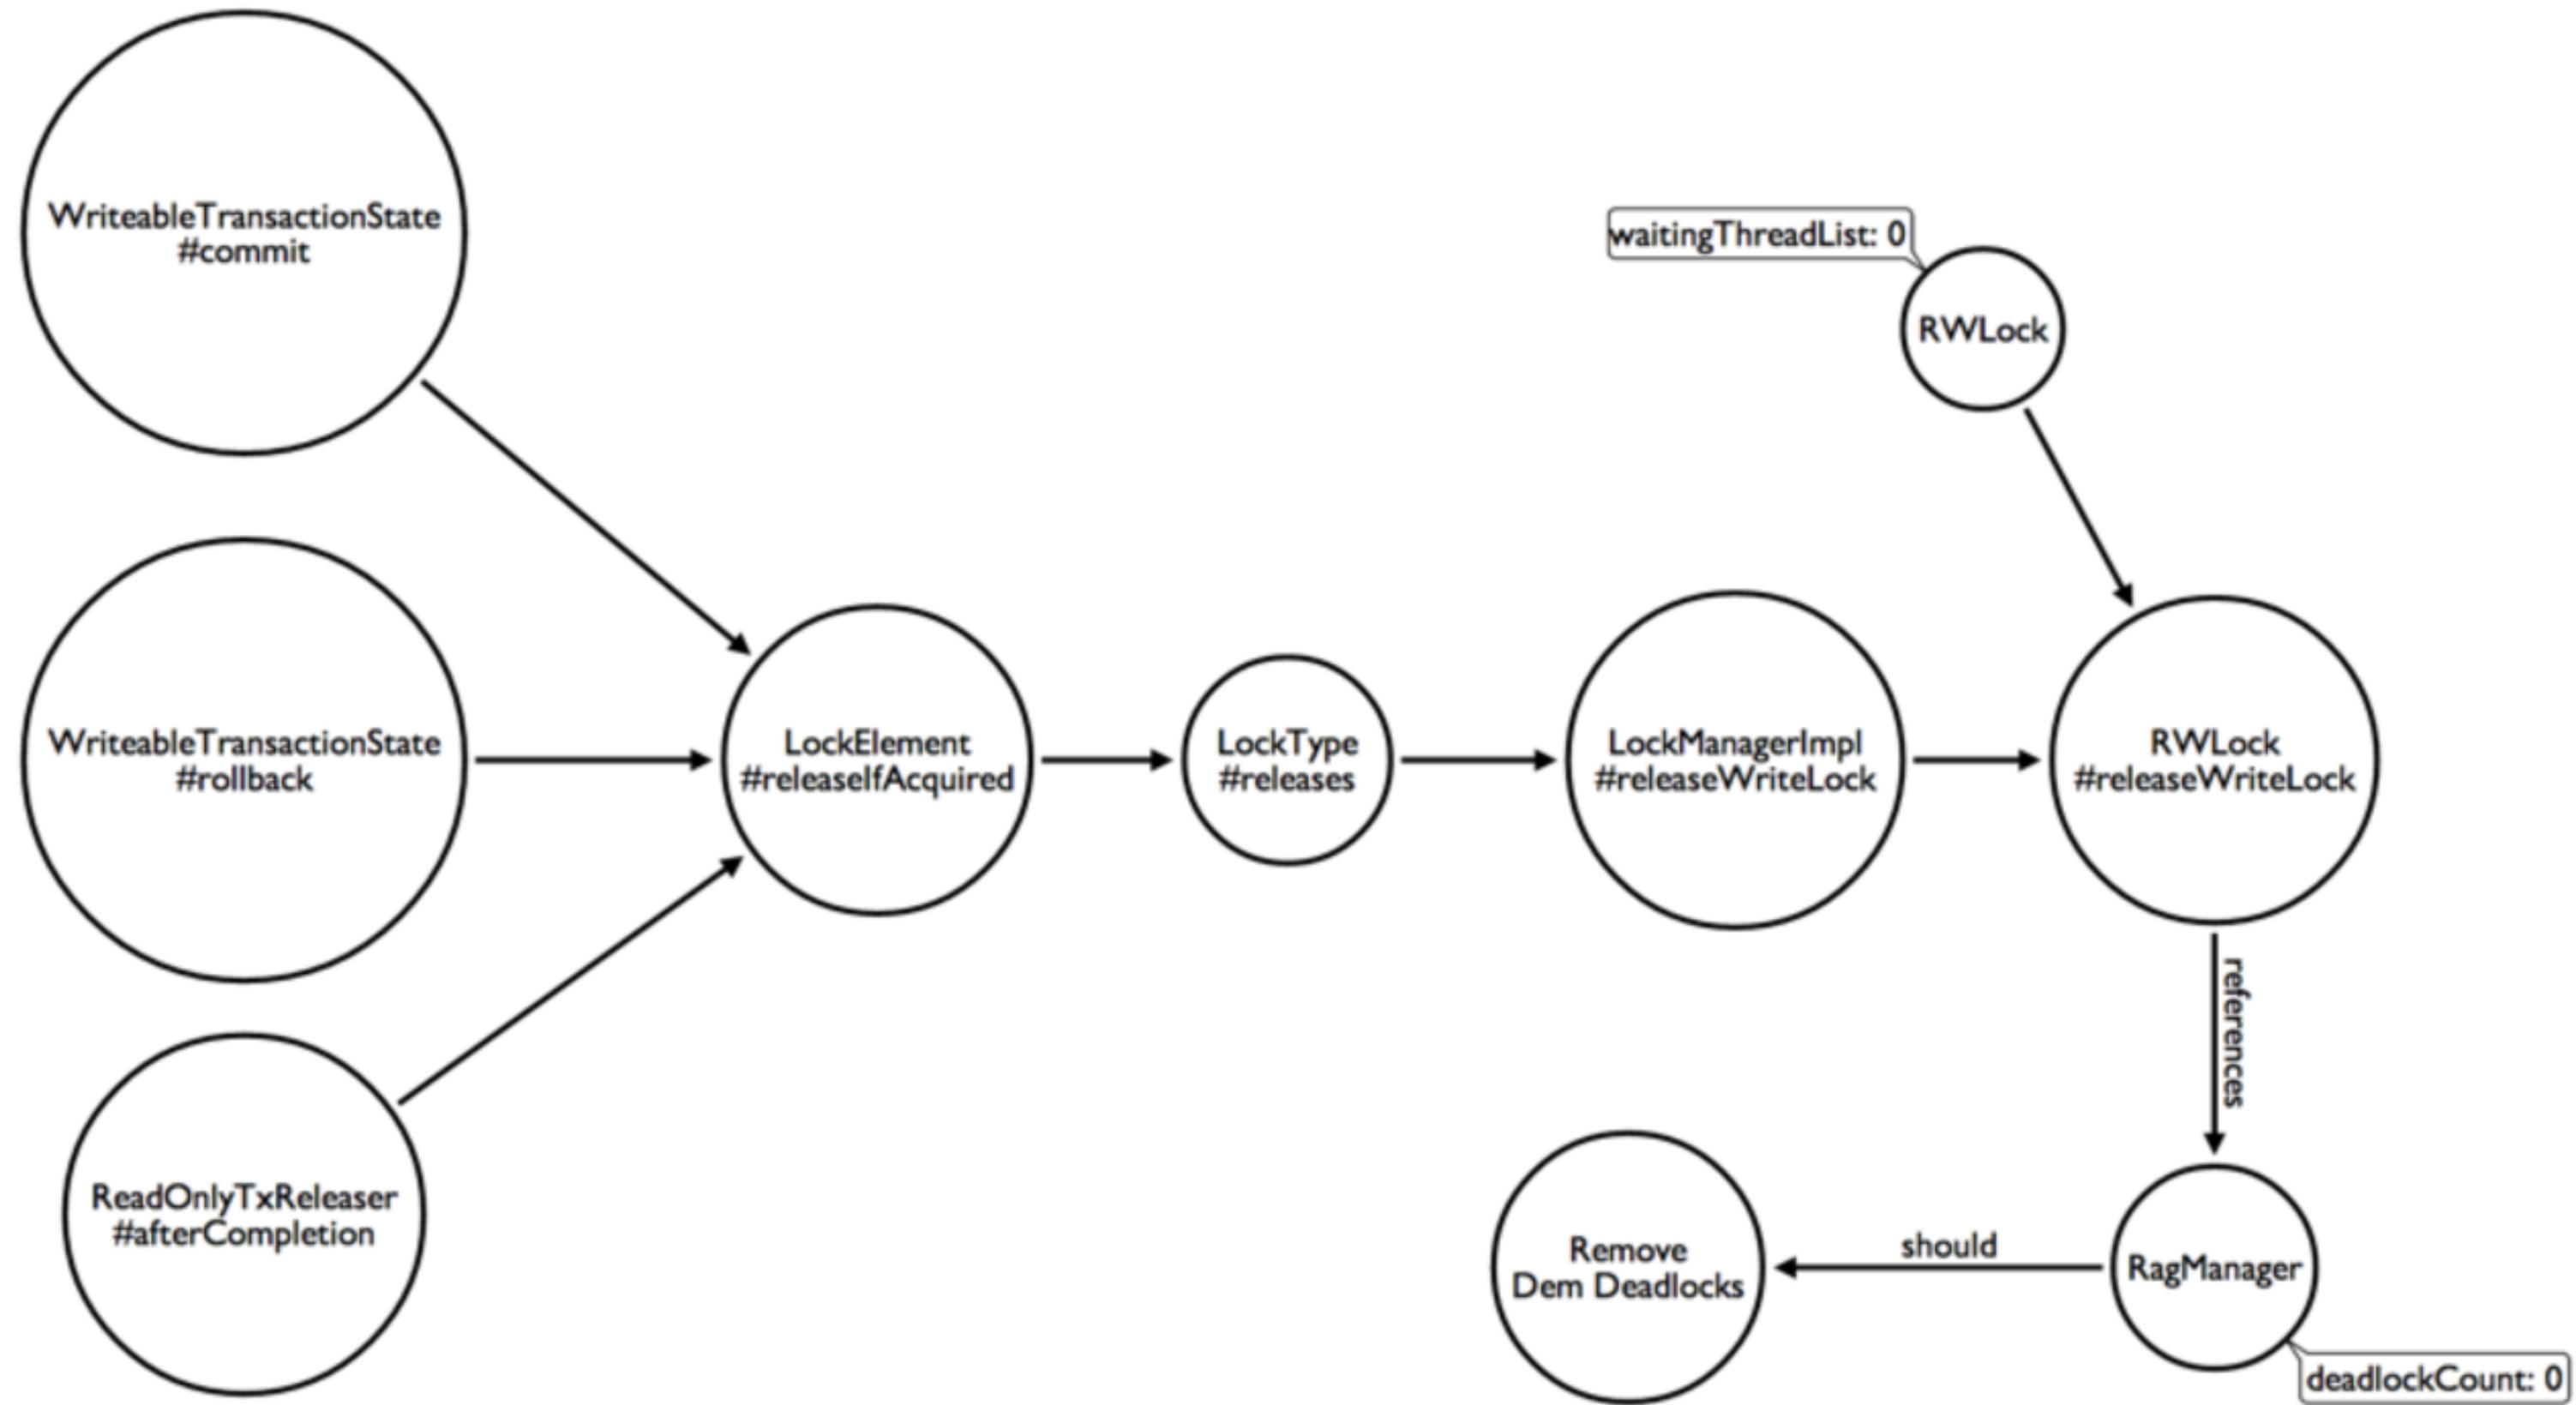 WriteableTransactionState
#commit
waitingThreadList: 0
RWLock
WriteableTransactionState
#rollback
LockElement
#releaseIfAcquired
LockType
#releases
LockManagerImpl
#releaseWriteLock
RWLock
#releaseWriteLock
references
ReadOnlyTxReleaser
#afterCompletion
Remove
Dem Deadlocks
should
RagManager
deadlockCount: 0